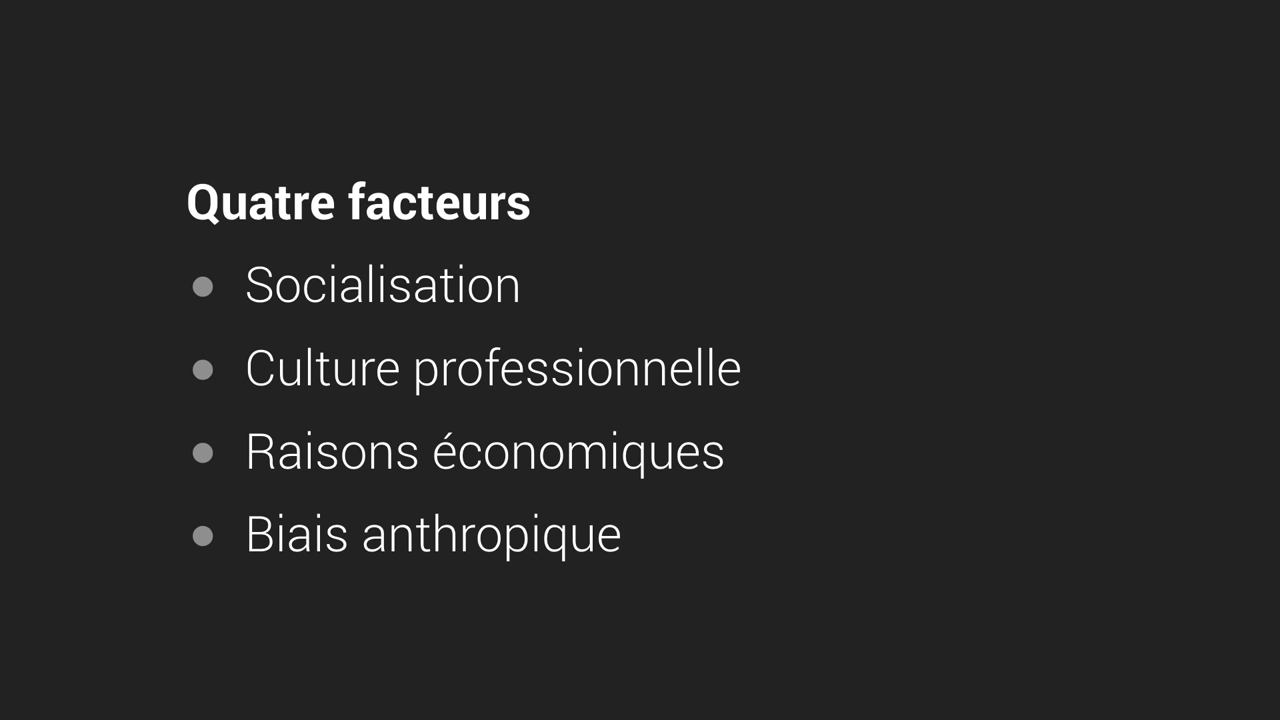 Quatre facteurs
● Socialisation
● Culture professionnelle
● Raisons économiques
● Biais anthropique